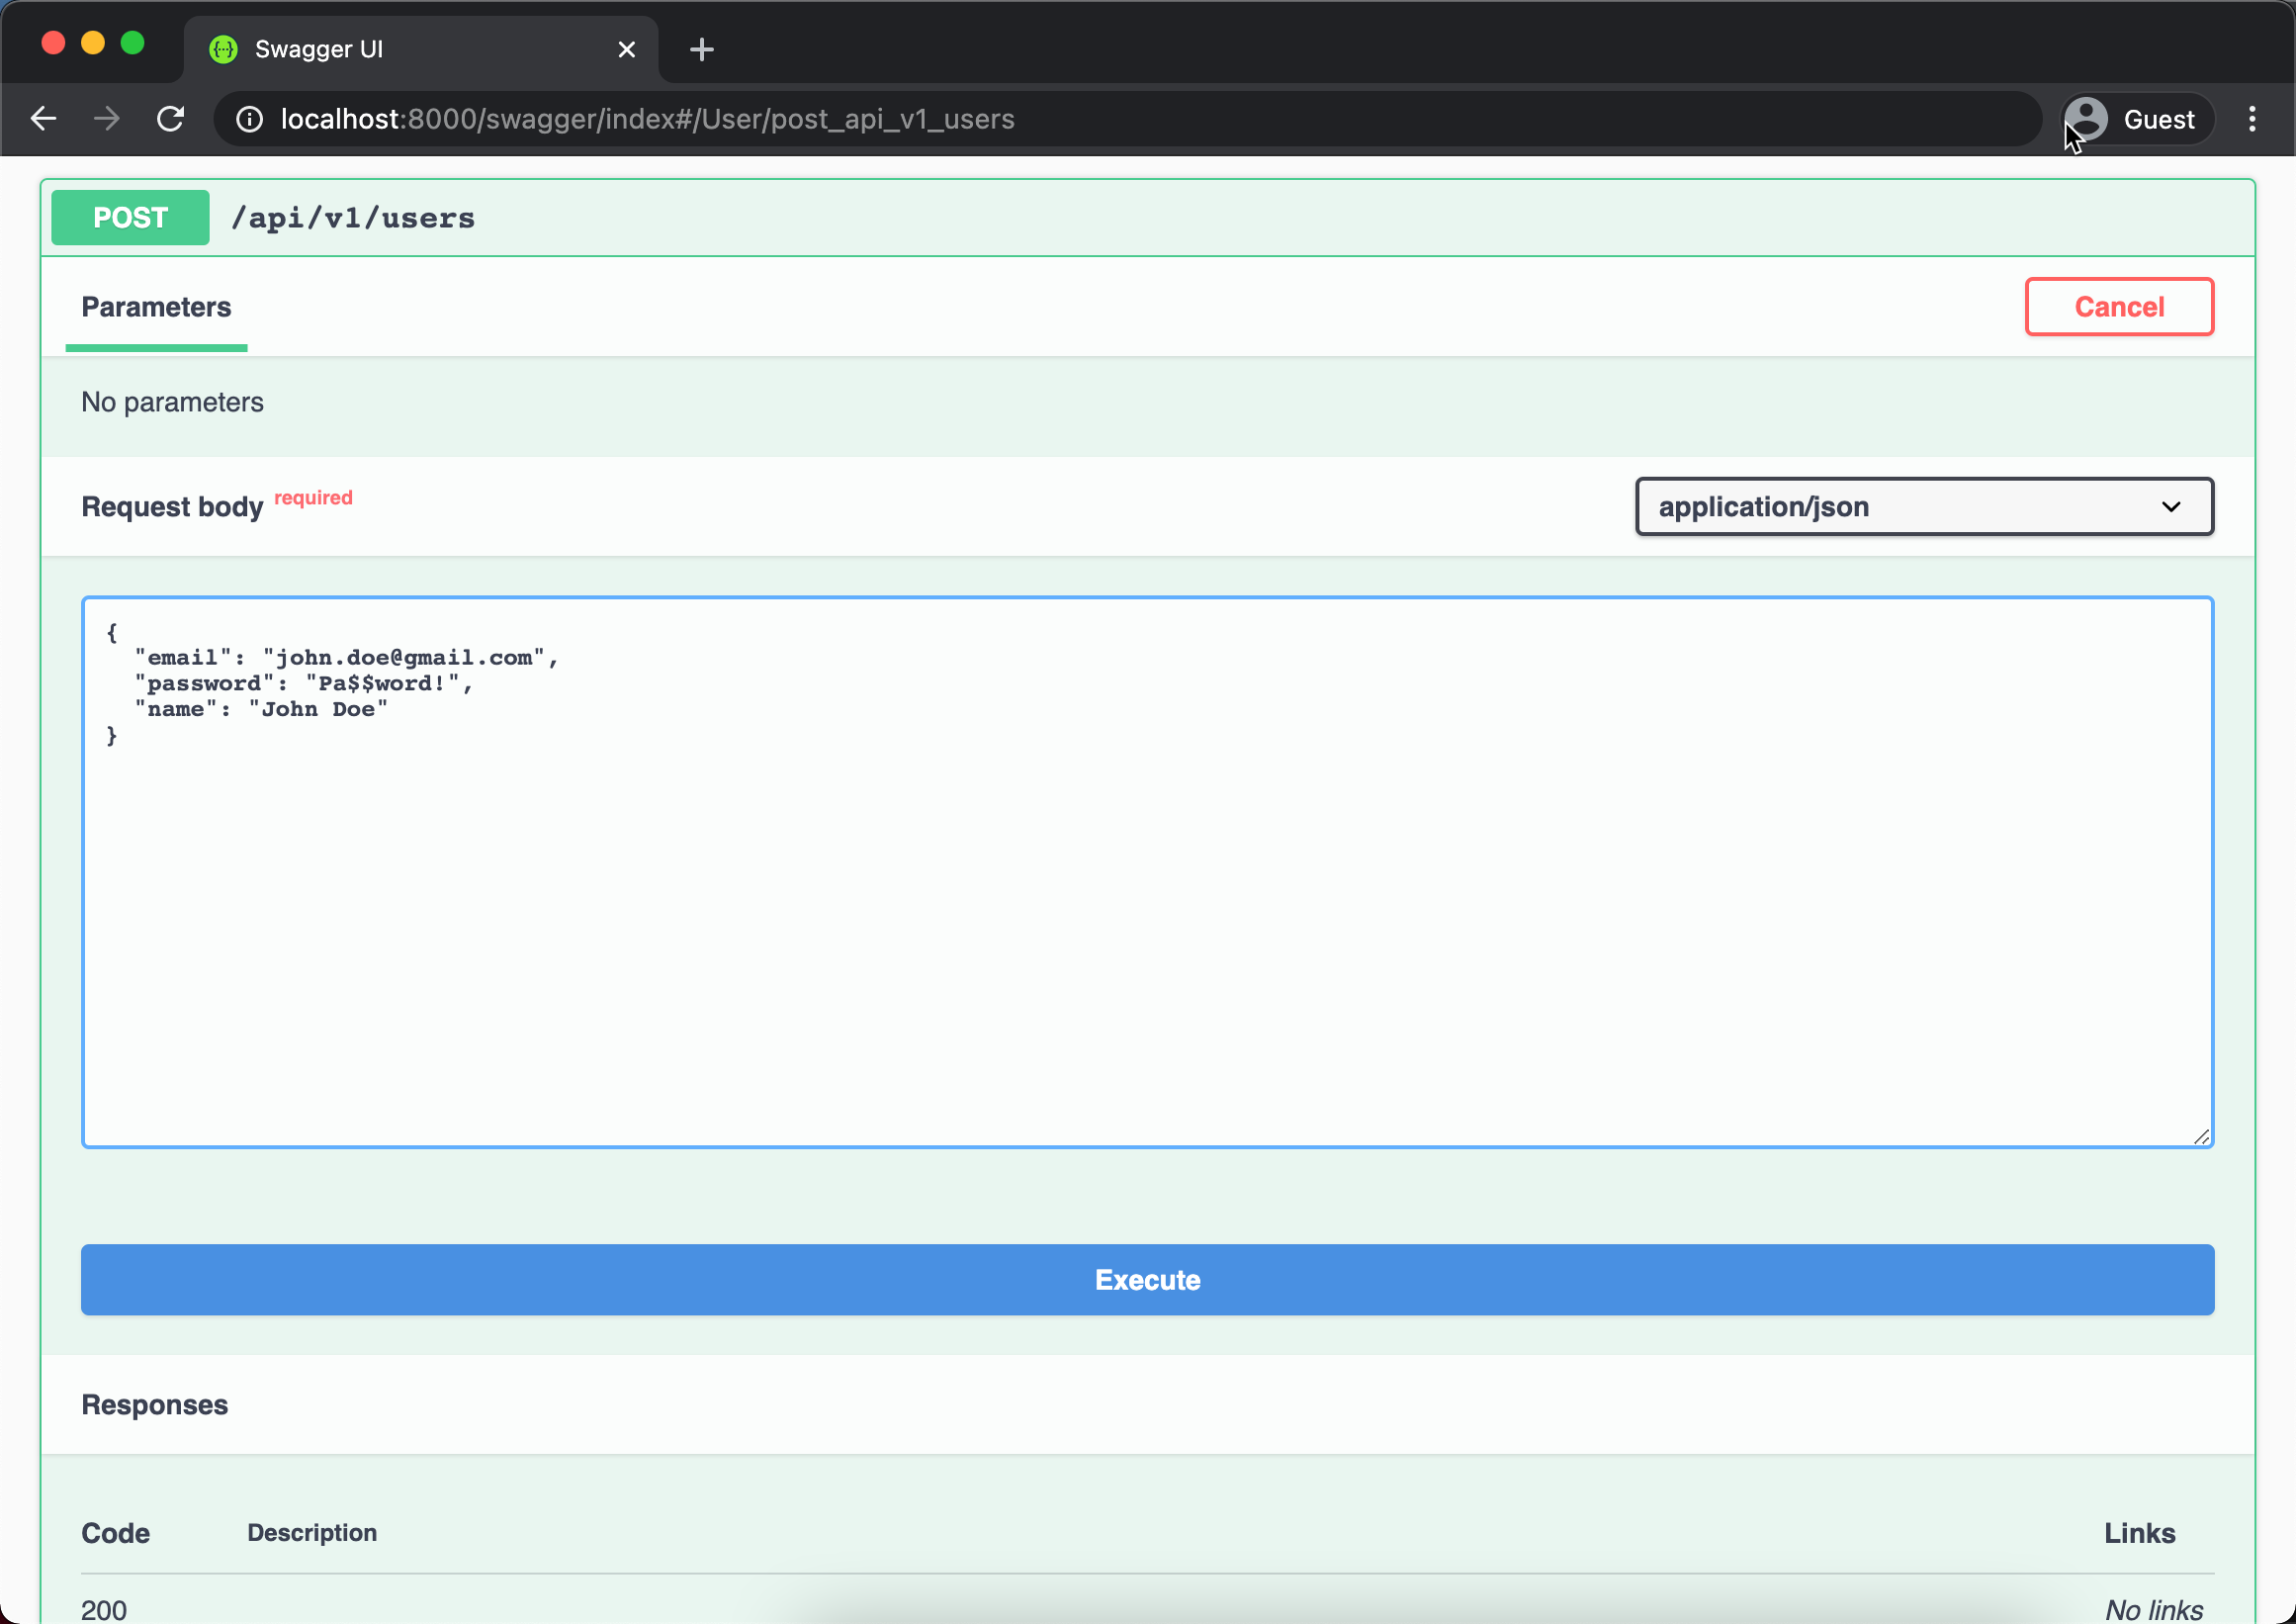 Swagger UI
localhost:8000/swagger/index#/User/post_api_v1_users
Guest
POST /api/v1/users
Parameters
Cancel
No parameters
Request body required
application/json
{
  "email": "john.doe@gmail.com",
  "password": "Pa$$word!",
  "name": "John Doe"
}
Execute
Responses
Code Description Links
200 No links